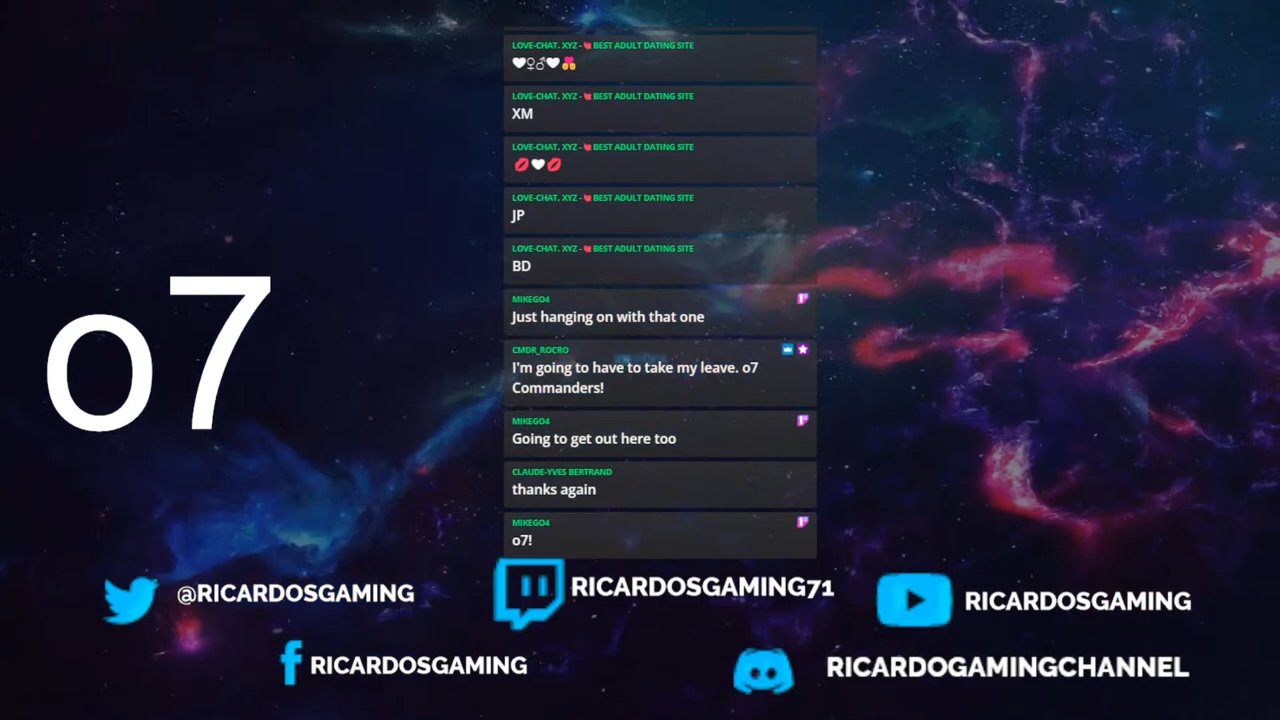 LOVE-CHAT. XYZ - 💘BEST ADULT DATING SITE
🤍♀♂🤍💏
LOVE-CHAT. XYZ - 💘BEST ADULT DATING SITE
XM
LOVE-CHAT. XYZ - 💘BEST ADULT DATING SITE
💋🤍💋
LOVE-CHAT. XYZ - 💘BEST ADULT DATING SITE
JP
LOVE-CHAT. XYZ - 💘BEST ADULT DATING SITE
BD
MIKEGO4
Just hanging on with that one
CMDR_ROCRO
I'm going to have to take my leave. o7
Commanders!
MIKEGO4
Going to get out here too
CLAUDE-YVES BERTRAND
thanks again
MIKEGO4
o7!
o7
@RICARDOSGAMING
RICARDOSGAMING71
RICARDOSGAMING
RICARDOSGAMING
RICARDOGAMINGCHANNEL